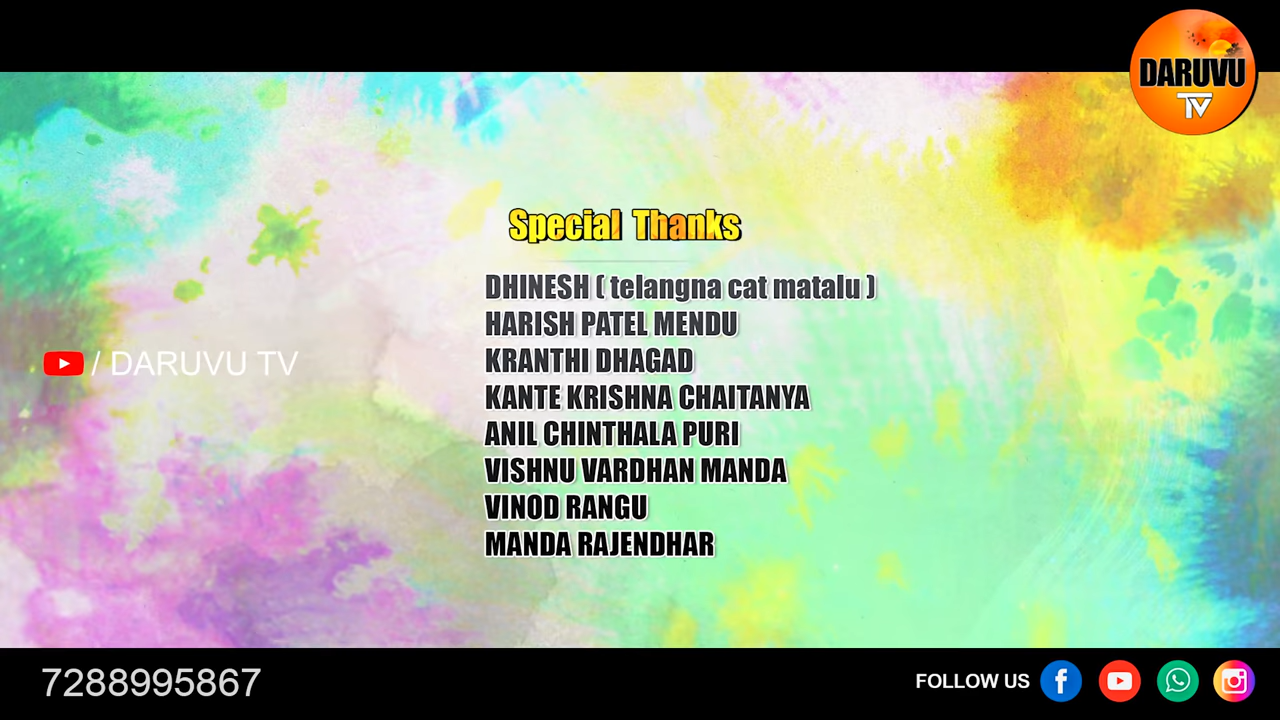 DARUVU
TV
Special Thanks
DHINESH ( telangna cat matalu )
HARISH PATEL MENDU
KRANTHI DHAGAD
/ DARUVU TV
KANTE KRISHNA CHAITANYA
ANIL CHINTHALA PURI
VISHNU VARDHAN MANDA
VINOD RANGU
MANDA RAJENDHAR
7288995867
FOLLOW US